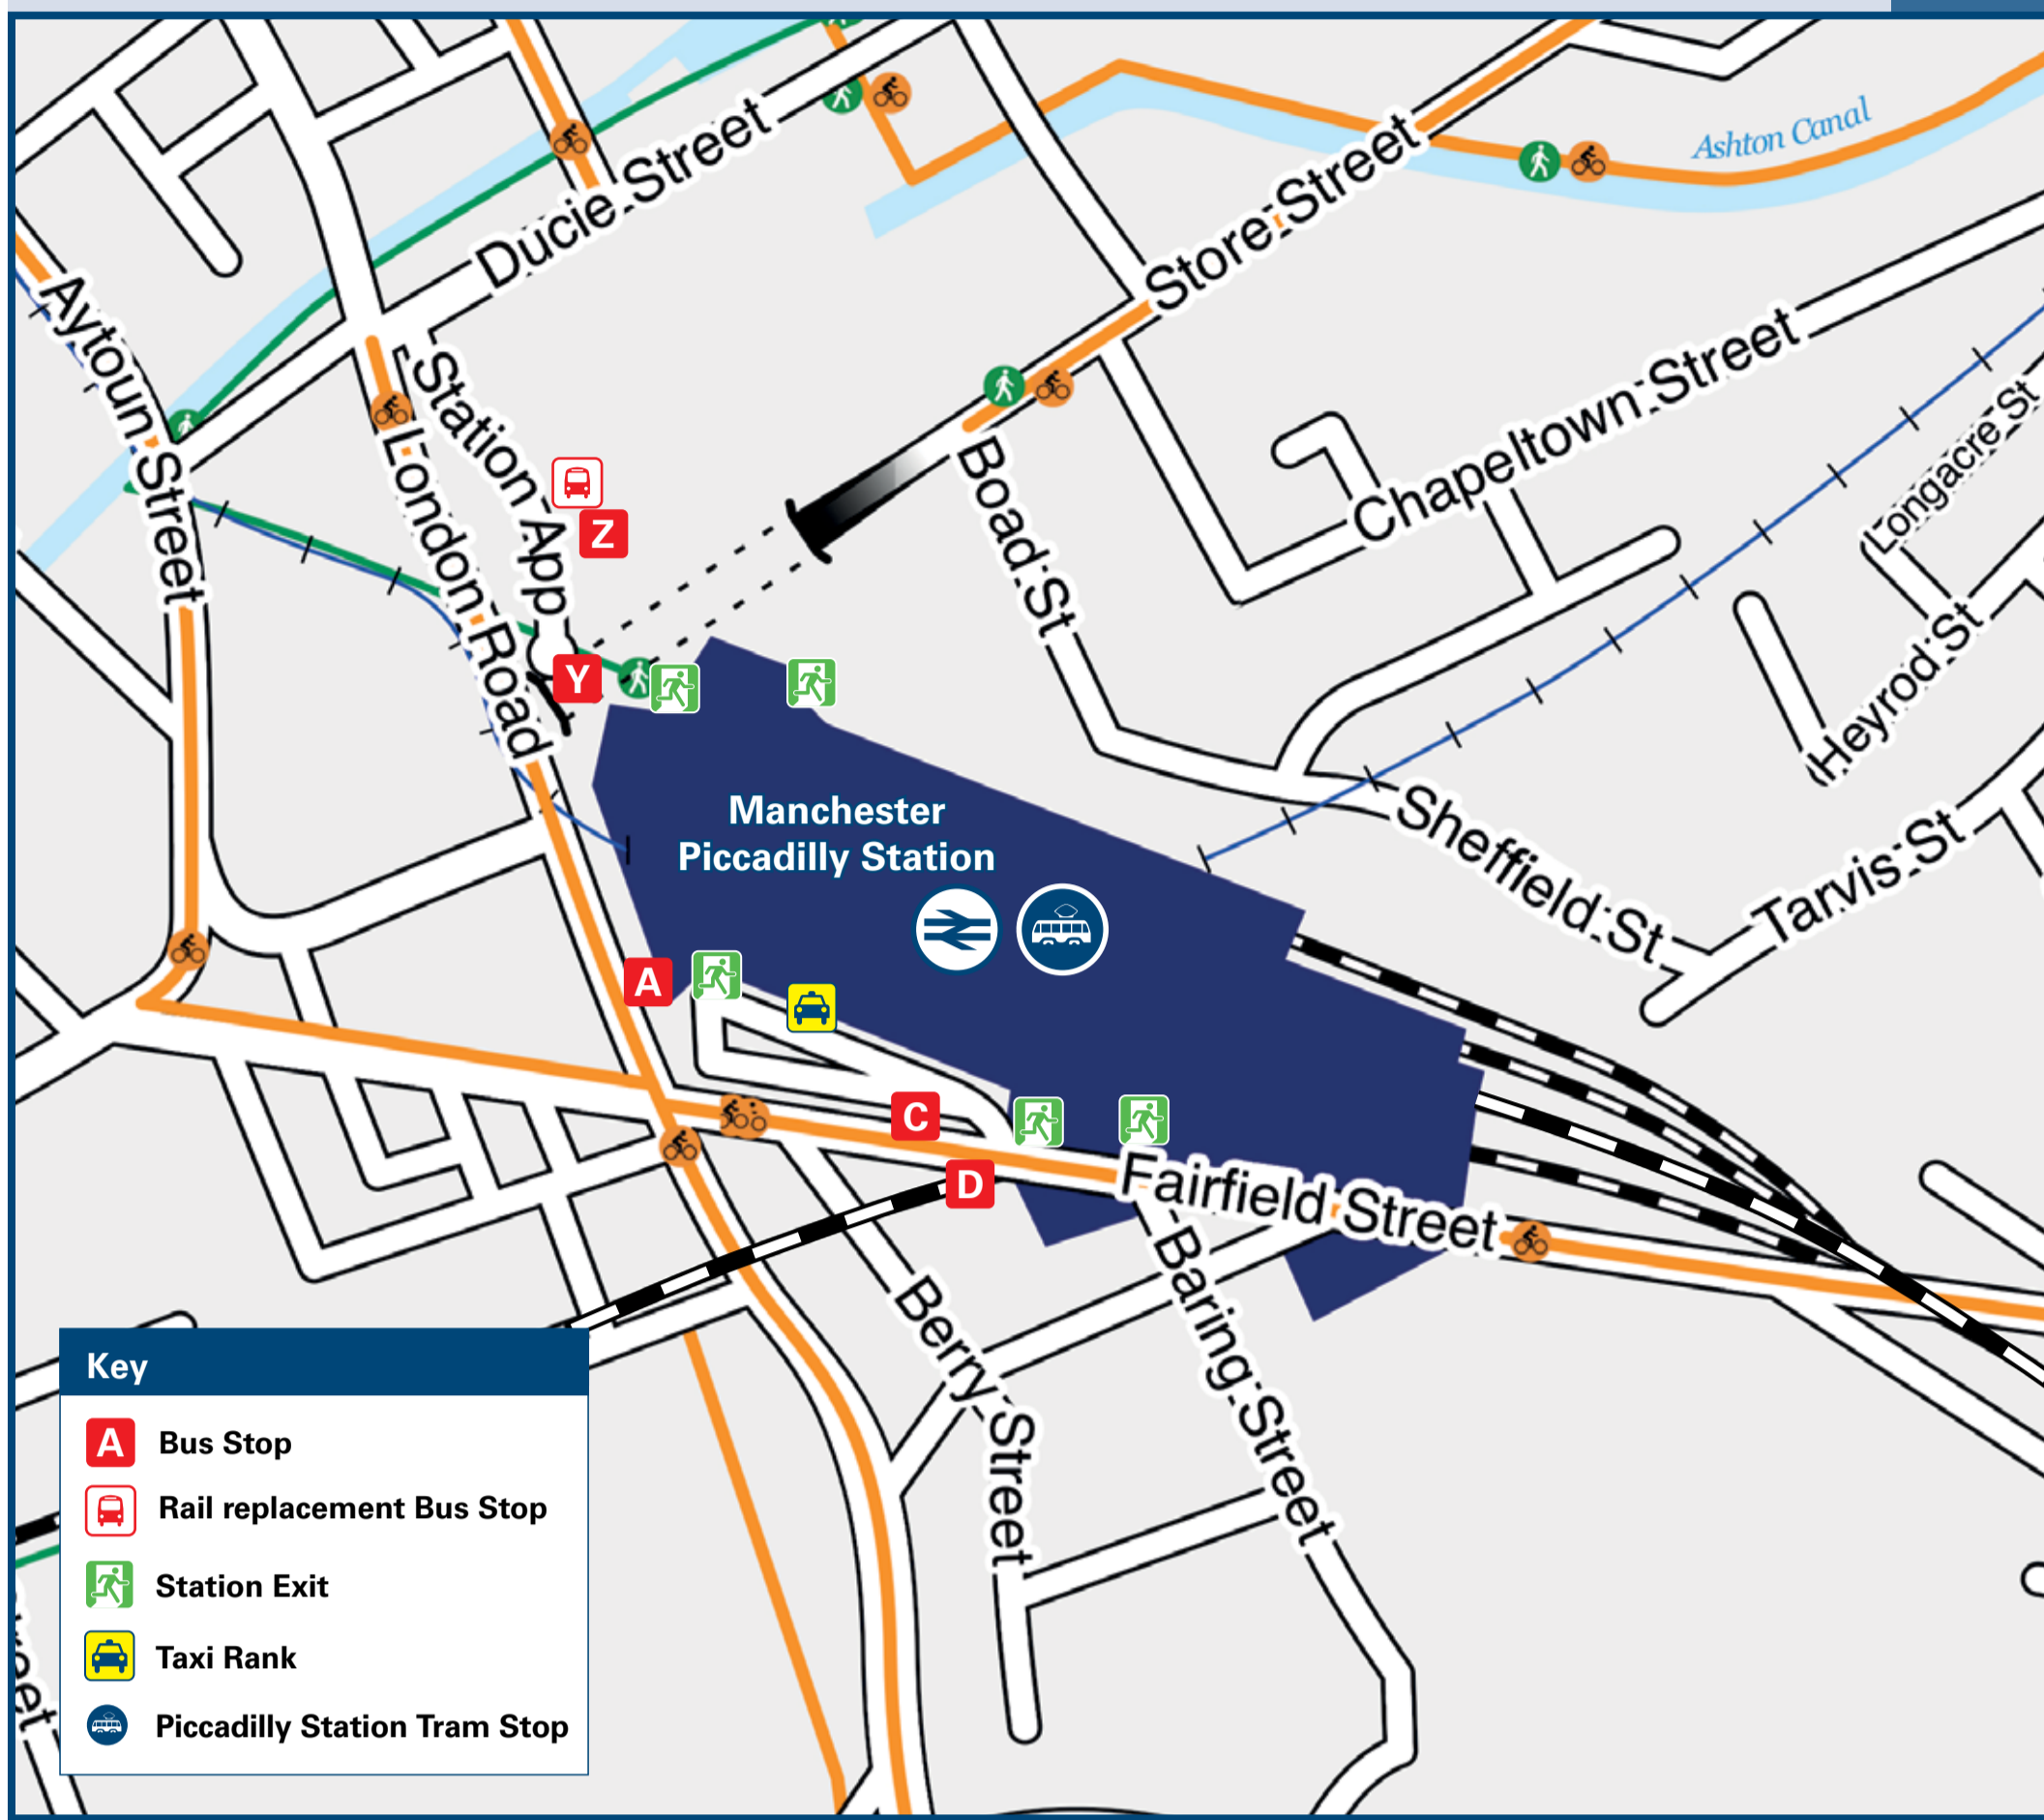 Ashton Canal
Ducie Street
Store Street
Aytoun Street
Station App
London Road
Chapeltown Street
Longacre St
Z
Board St
Heyrod St
Y
Manchester
Piccadilly Station
Sheffield St
Tarvis St
A
C
D
Fairfield Street
Baring Street
Berry Street
Key
A Bus Stop
Rail replacement Bus Stop
Station Exit
Taxi Rank
Piccadilly Station Tram Stop
reet